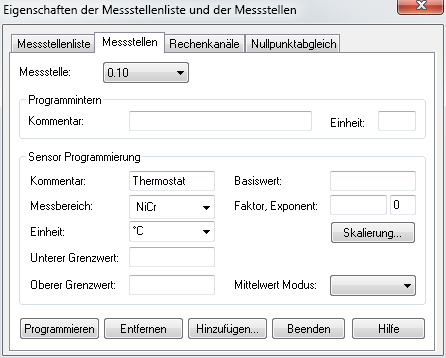 Eigenschaften der Messstellenliste und der Messstellen
Messstellenliste Messstellen Rechenkanäle Nullpunktabgleich
Messstelle: 0.10
Programmintern
Kommentar: Einheit:
Sensor Programmierung
Kommentar: Thermostat Basiswert:
Messbereich: NiCr Faktor, Exponent: 0
Einheit: °C Skalierung...
Unterer Grenzwert:
Oberer Grenzwert: Mittelwert Modus:
Programmieren Entfernen Hinzufügen... Beenden Hilfe